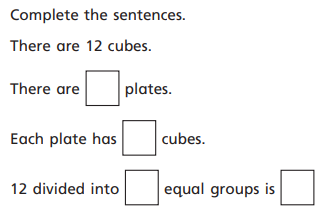 Complete the sentences.
There are 12 cubes.
There are plates.
Each plate has cubes.
12 divided into equal groups is